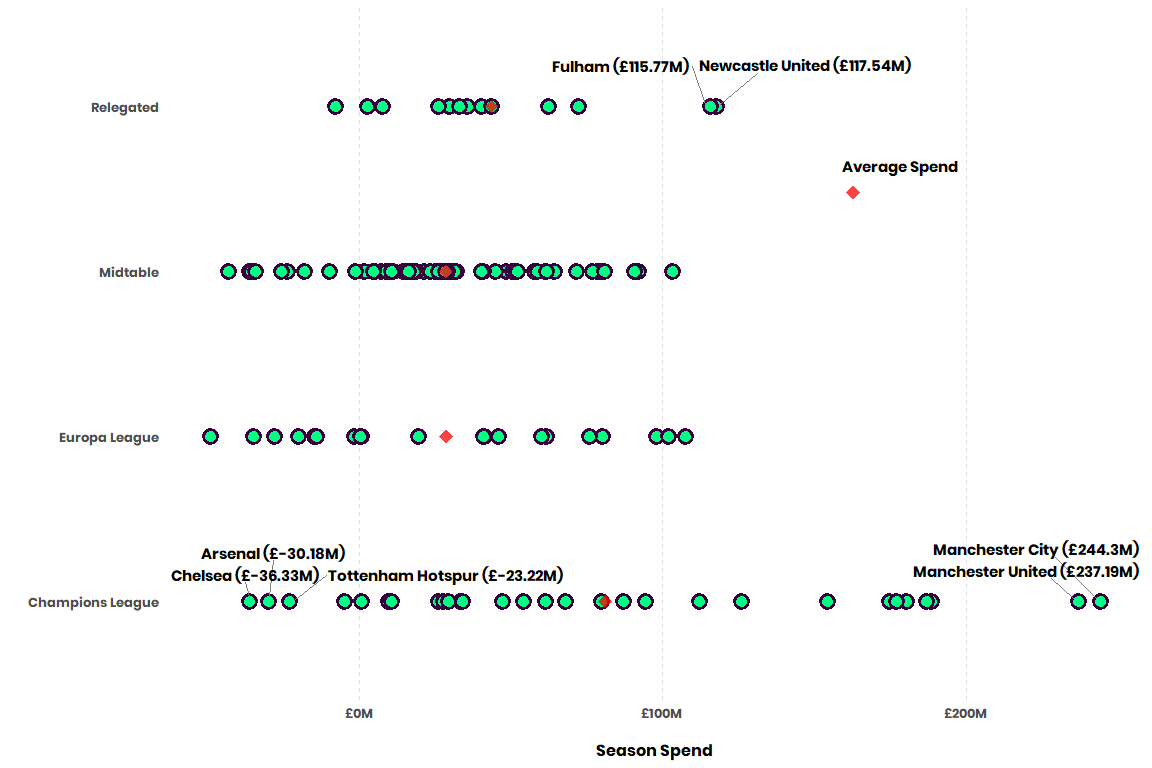 Fulham (£115.77M)
Newcastle United (£117.54M)
Relegated
Average Spend
Midtable
Europa League
Arsenal (£-30.18M)
Manchester City (£244.3M)
Chelsea (£-36.33M)
Tottenham Hotspur (£-23.22M)
Manchester United (£237.19M)
Champions League
£0M
£100M
£200M
Season Spend